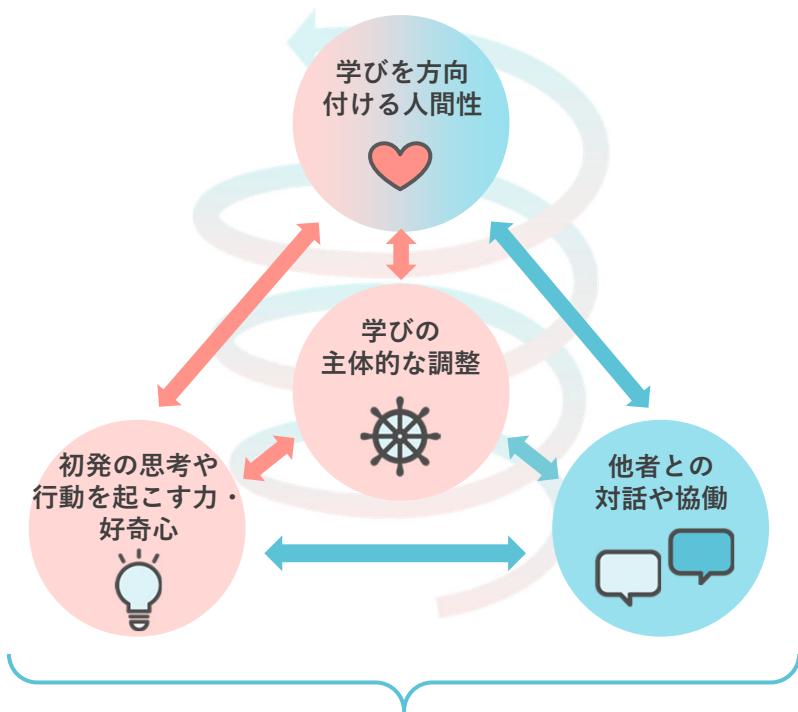 学びを方向
付ける人間性
学びの
主体的な調整
初発の思考や
行動を起こす力・
好奇心
他者との
対話や協働